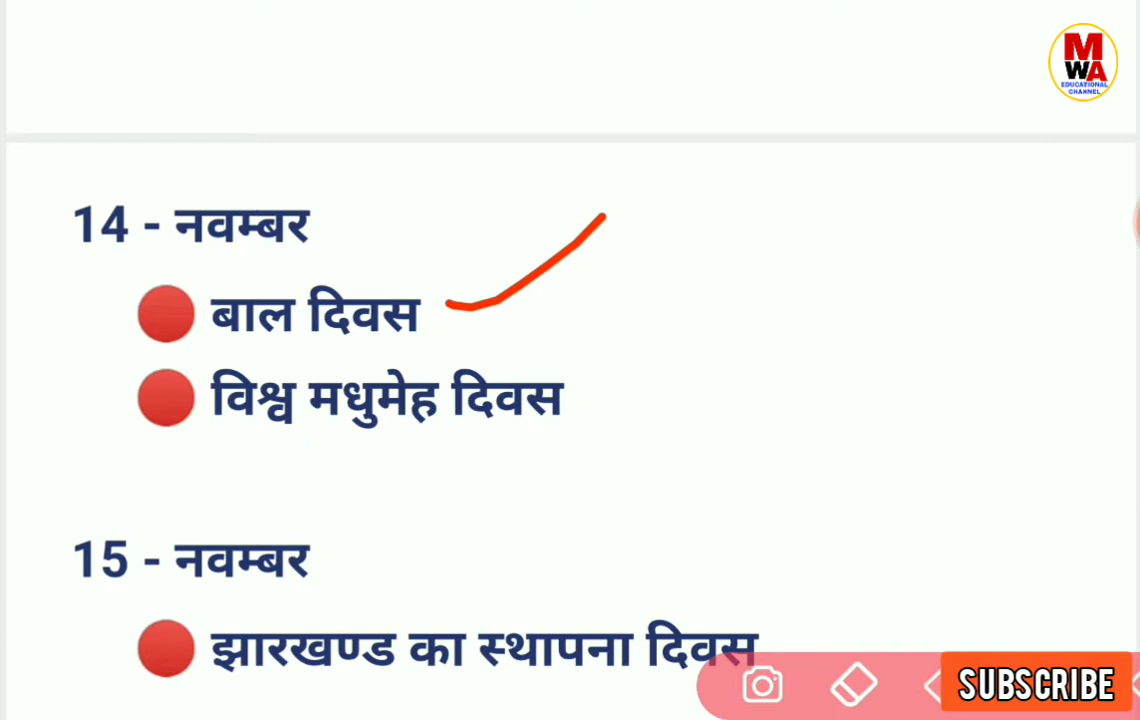 MWA
EDUCATIONAL
CHANNEL
14 - नवम्बर
बाल दिवस
विश्व मधुमेह दिवस
15 - नवम्बर
झारखण्ड का स्थापना दिवस
SUBSCRIBE